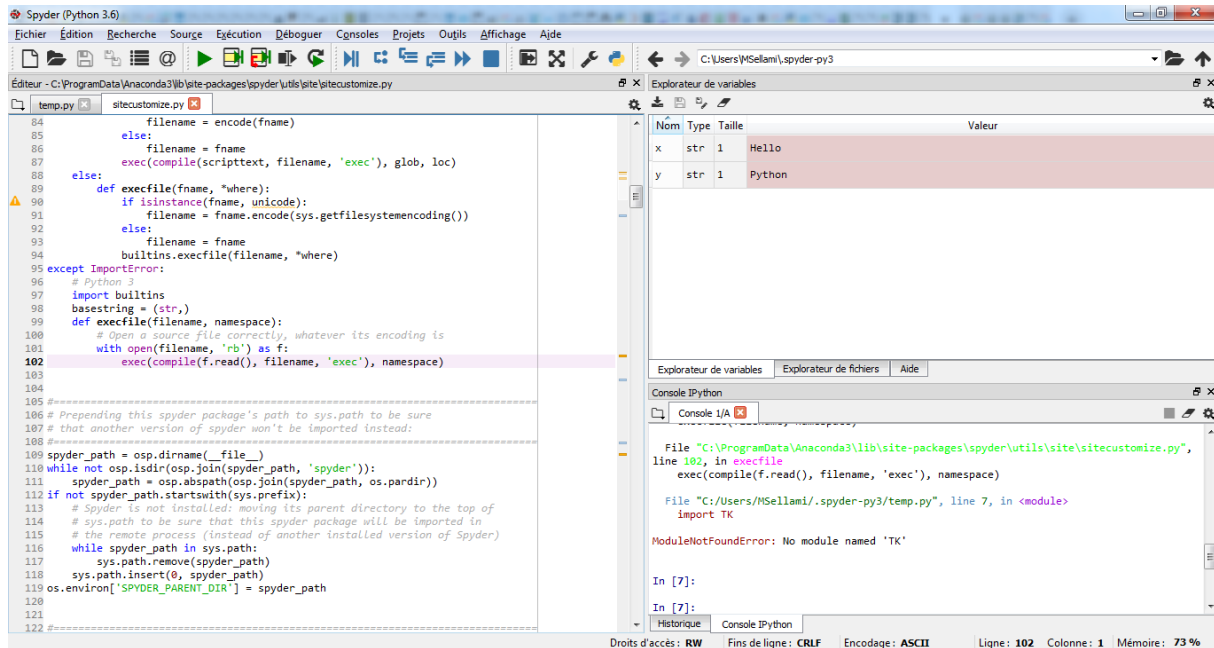 Spyder (Python 3.6)
Fichier Édition Recherche Source Exécution Déboguer Consoles Projets Outils Affichage Aide
C:\Users\MSellami\.spyder-py3
Éditeur - C:\ProgramData\Anaconda3\lib\site-packages\spyder\utils\site\sitecustomize.py
temp.py
sitecustomize.py
84 filename = encode(fname)
85 else:
86 filename = fname
87 exec(compile(scripttext, filename, 'exec'), glob, loc)
88 else:
89 def execfile(fname, *where):
90 if isinstance(fname, unicode):
91 filename = fname.encode(sys.getfilesystemencoding())
92 else:
93 filename = fname
94 builtins.execfile(filename, *where)
95 except ImportError:
96 # Python 3
97 import builtins
98 basestring = (str,)
99 def execfile(filename, namespace):
100 # Open a source file correctly, whatever its encoding is
101 with open(filename, 'rb') as f:
102 exec(compile(f.read(), filename, 'exec'), namespace)
103
104
105 #==============================================================================
106 # Prepending this spyder package's path to sys.path to be sure
107 # that another version of spyder won't be imported instead:
108 #==============================================================================
109 spyder_path = osp.dirname(__file__)
110 while not osp.isdir(osp.join(spyder_path, 'spyder')):
111 spyder_path = osp.abspath(osp.join(spyder_path, os.pardir))
112 if not spyder_path.startswith(sys.prefix):
113 # Spyder is not installed: moving its parent directory to the top of
114 # sys.path to be sure that this spyder package will be imported in
115 # the remote process (instead of another installed version of Spyder)
116 while spyder_path in sys.path:
117 sys.path.remove(spyder_path)
118 sys.path.insert(0, spyder_path)
119 os.environ['SPYDER_PARENT_DIR'] = spyder_path
120
121
122 #==============================================================================
Explorateur de variables
Nom Type Taille Valeur
x str 1 Hello
y str 1 Python
Explorateur de variables Explorateur de fichiers Aide
Console IPython
Console 1/A
File "C:\ProgramData\Anaconda3\lib\site-packages\spyder\utils\site\sitecustomize.py",
line 102, in execfile
exec(compile(f.read(), filename, 'exec'), namespace)
File "C:/Users/MSellami/.spyder-py3/temp.py", line 7, in <module>
import TK
ModuleNotFoundError: No module named 'TK'
In [7]:
In [7]:
Historique Console IPython
Droits d'accès : RW Fins de ligne : CRLF Encodage : ASCII Ligne : 102 Colonne : 1 Mémoire : 73 %